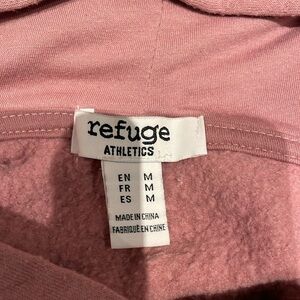 refuge
ATHLETICS
EN M
FR M
ES M
MADE IN CHINA
FABRIQUÉ EN CHINE